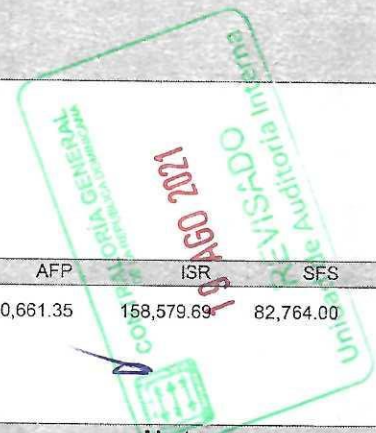 CONTRALORÍA GENERAL
DE LA REPÚBLICA DOMINICANA
REVISADO
Unidad de Auditoría Interna
19 AGO 2021
AFP ISR SFS
0,661.35 158,579.69 82,764.00